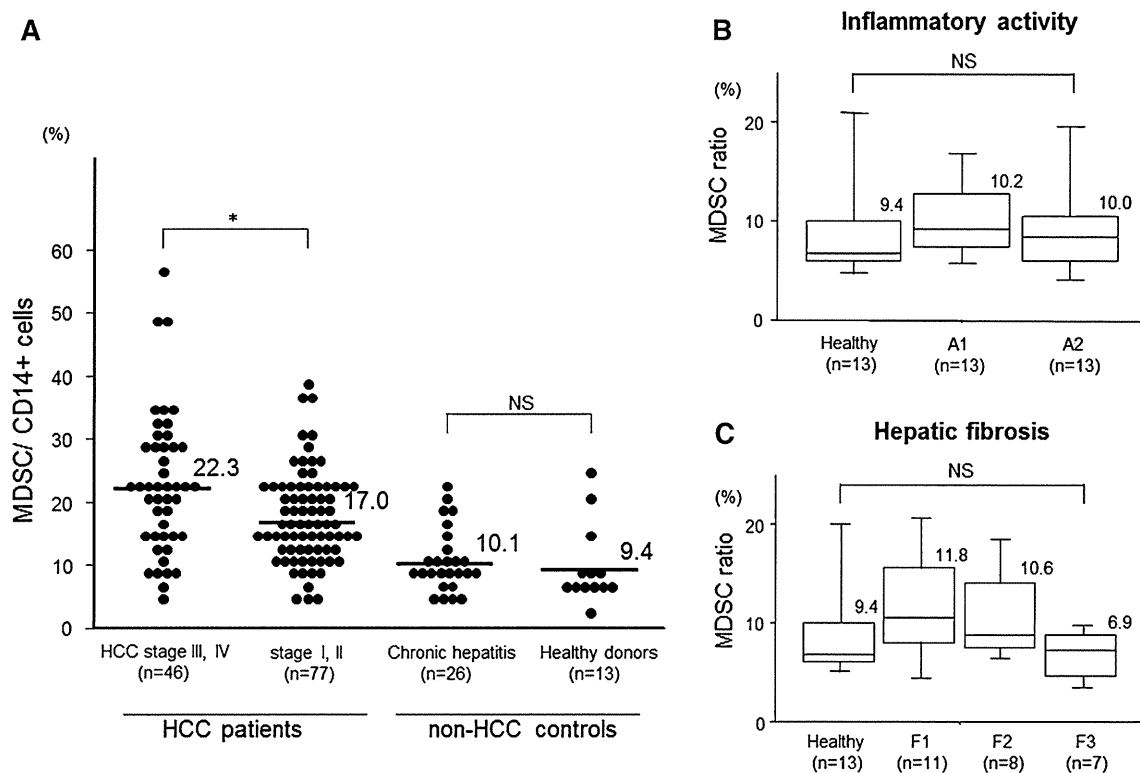 A
(%)
MDSC/ CD14+ cells
60
50
40
30
20
10
0
*
NS
22.3
17.0
10.1
9.4
HCC stage III, IV
(n=46)
stage I, II
(n=77)
Chronic hepatitis
(n=26)
Healthy donors
(n=13)
HCC patients
non-HCC controls
B
Inflammatory activity
(%)
MDSC ratio
20
10
0
NS
9.4
10.2
10.0
Healthy
(n=13)
A1
(n=13)
A2
(n=13)
C
Hepatic fibrosis
(%)
MDSC ratio
20
10
0
NS
9.4
11.8
10.6
6.9
Healthy
(n=13)
F1
(n=11)
F2
(n=8)
F3
(n=7)